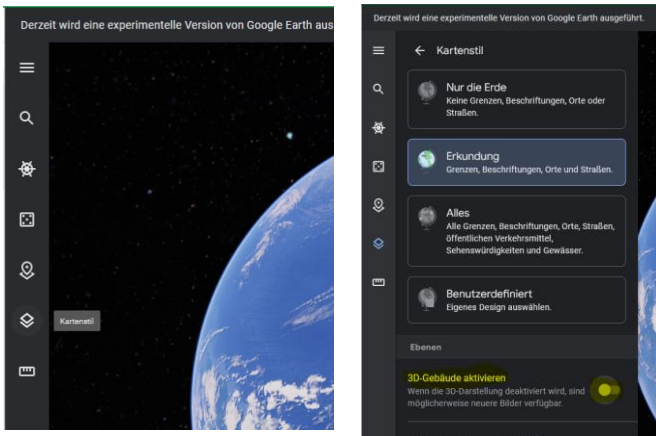 Derzeit wird eine experimentelle Version von Google Earth aus
Kartenstil
Derzeit wird eine experimentelle Version von Google Earth ausgeführt.
Kartenstil
Nur die Erde
Keine Grenzen, Beschriftungen, Orte oder
Straßen.
Erkundung
Grenzen, Beschriftungen, Orte und Straßen.
Alles
Alle Grenzen, Beschriftungen, Orte, Straßen,
öffentlichen Verkehrsmittel,
Sehenswürdigkeiten und Gewässer.
Benutzerdefiniert
Eigenes Design auswählen.
Ebenen
3D-Gebäude aktivieren
Wenn die 3D-Darstellung deaktiviert wird, sind
möglicherweise neuere Bilder verfügbar.